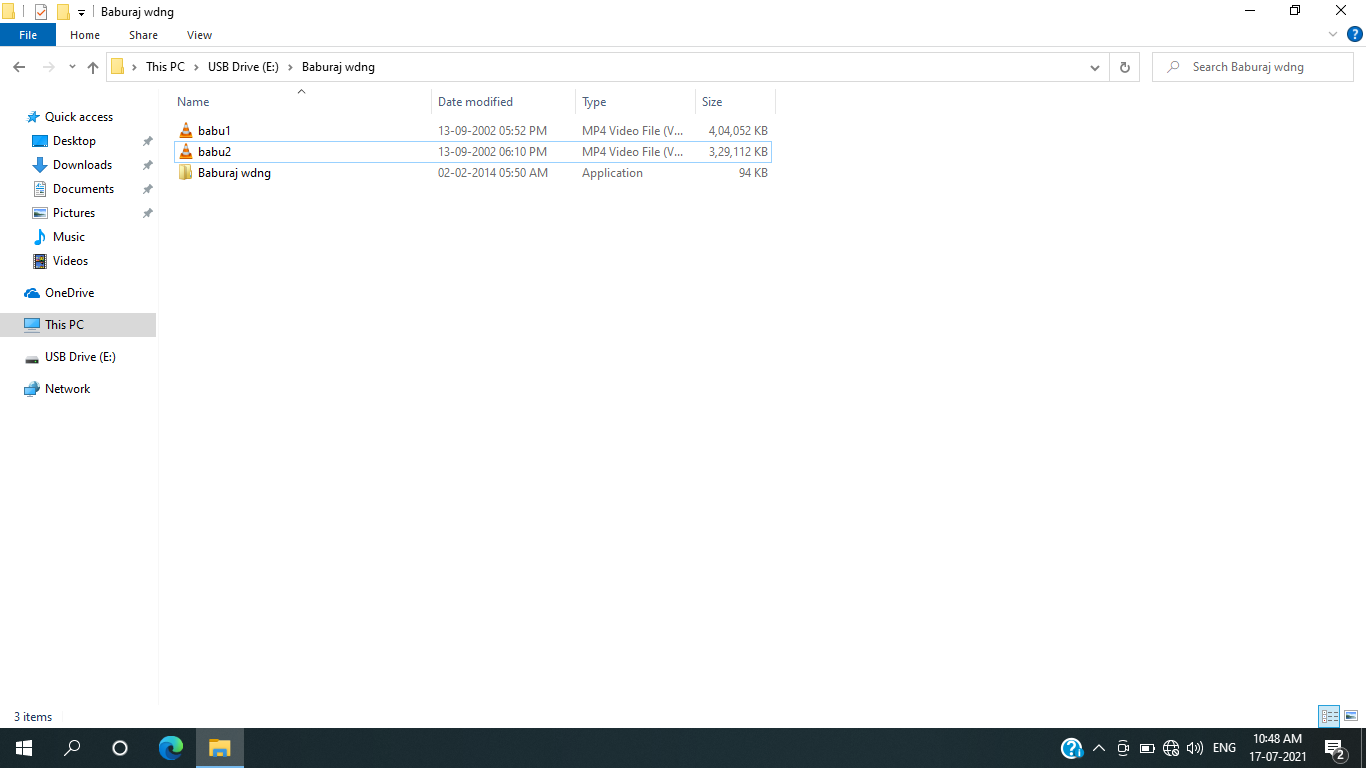 Baburaj wdng
File Home Share View
This PC USB Drive (E:) Baburaj wdng Search Baburaj wdng
Name Date modified Type Size
Quick access
Desktop
Downloads
Documents
Pictures
Music
Videos
OneDrive
This PC
USB Drive (E:)
Network
babu1 13-09-2002 05:52 PM MP4 Video File (V... 4,04,052 KB
babu2 13-09-2002 06:10 PM MP4 Video File (V... 3,29,112 KB
Baburaj wdng 02-02-2014 05:50 AM Application 94 KB
3 items
ENG
10:48 AM
17-07-2021
2